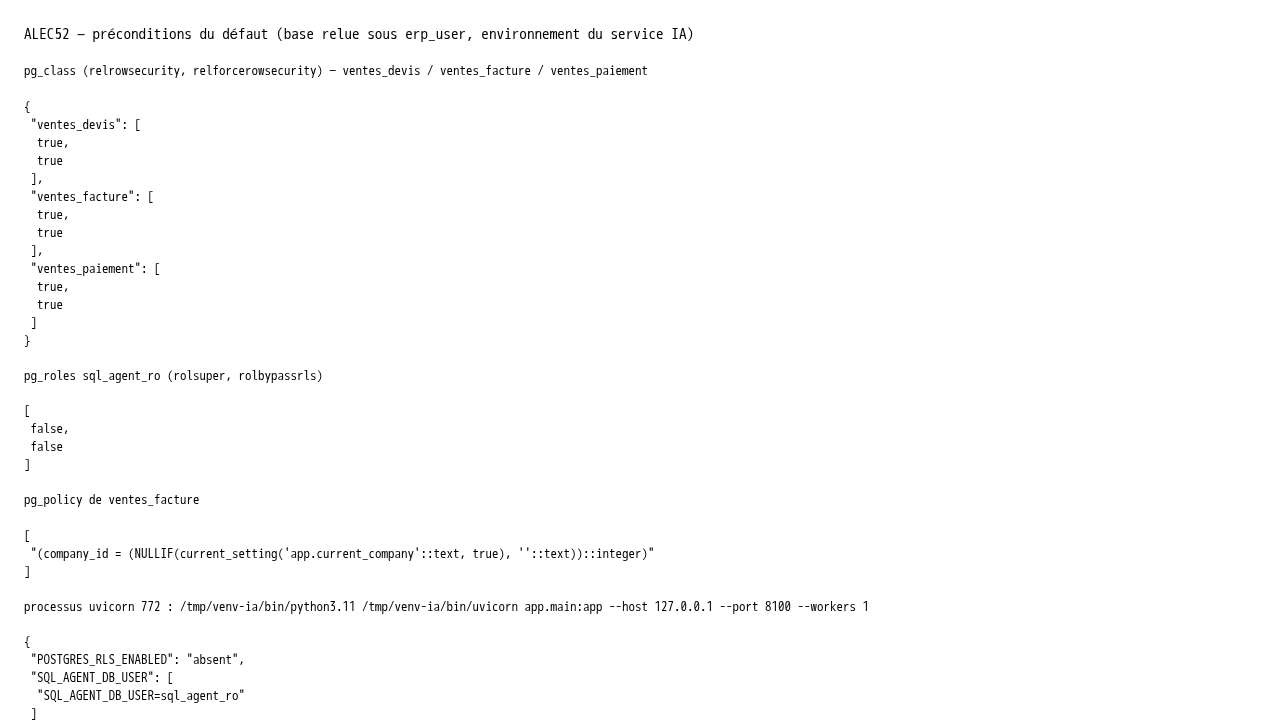 ALEC52 — préconditions du défaut (base relue sous erp_user, environnement du service IA)
pg_class (relrowsecurity, relforcerowsecurity) — ventes_devis / ventes_facture / ventes_paiement
{
"ventes_devis": [
true,
true
],
"ventes_facture": [
true,
true
],
"ventes_paiement": [
true,
true
]
}
pg_roles sql_agent_ro (rolsuper, rolbypassrls)
[
false,
false
]
pg_policy de ventes_facture
[
"(company_id = (NULLIF(current_setting('app.current_company'::text, true), ''::text))::integer)"
]
processus uvicorn 772 : /tmp/venv-ia/bin/python3.11 /tmp/venv-ia/bin/uvicorn app.main:app --host 127.0.0.1 --port 8100 --workers 1
{
"POSTGRES_RLS_ENABLED": "absent",
"SQL_AGENT_DB_USER": [
"SQL_AGENT_DB_USER=sql_agent_ro"
]